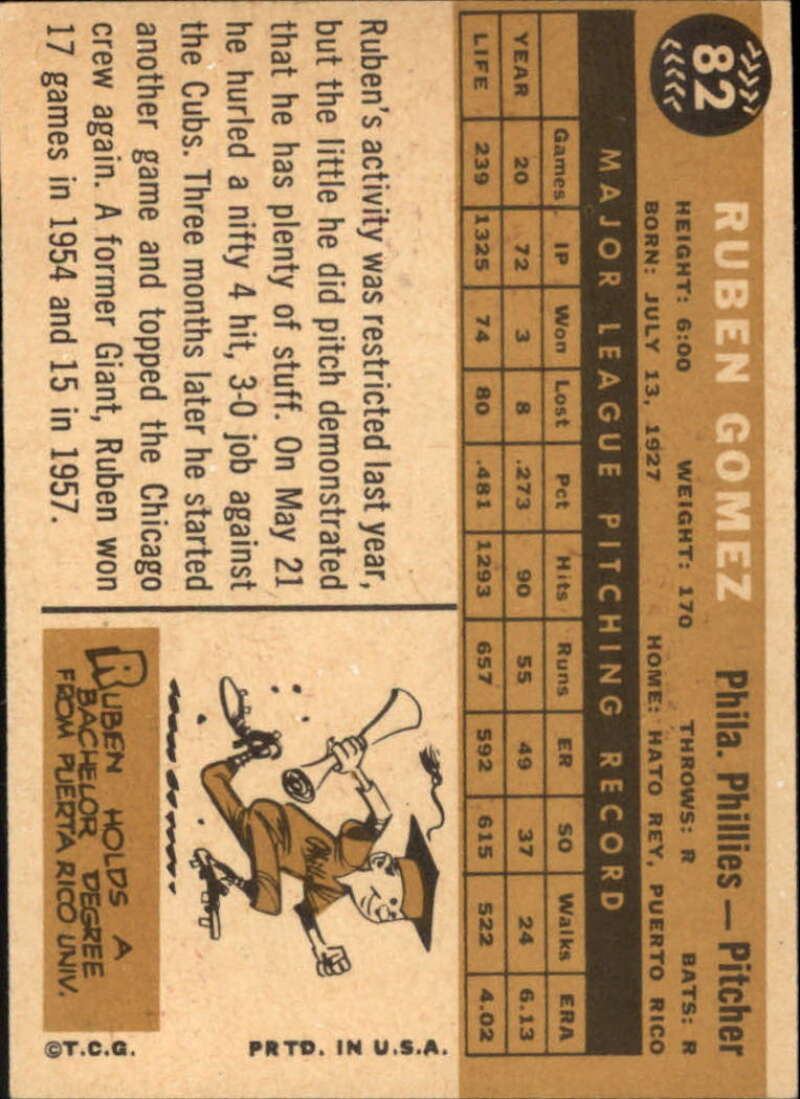 82
RUBEN GOMEZ Phila. Phillies — Pitcher
HEIGHT: 6:00 WEIGHT: 170 THROWS: R BATS: R
BORN: JULY 13, 1927 HOME: HATO REY, PUERTO RICO
MAJOR LEAGUE PITCHING RECORD
Games IP Won Lost Pct Hits Runs ER SO Walks ERA
YEAR 20 72 3 8 .273 90 55 49 37 24 6.13
LIFE 239 1325 74 80 .481 1293 657 592 615 522 4.02
Ruben's activity was restricted last year,
but the little he did pitch demonstrated
that he has plenty of stuff. On May 21
he hurled a nifty 4 hit, 3-0 job against
the Cubs. Three months later he started
another game and topped the Chicago
crew again. A former Giant, Ruben won
17 games in 1954 and 15 in 1957.
Phillies
RUBEN HOLDS A
BACHELOR DEGREE
FROM PUERTA RICO UNIV.
©T.C.G. PRTD. IN U.S.A.